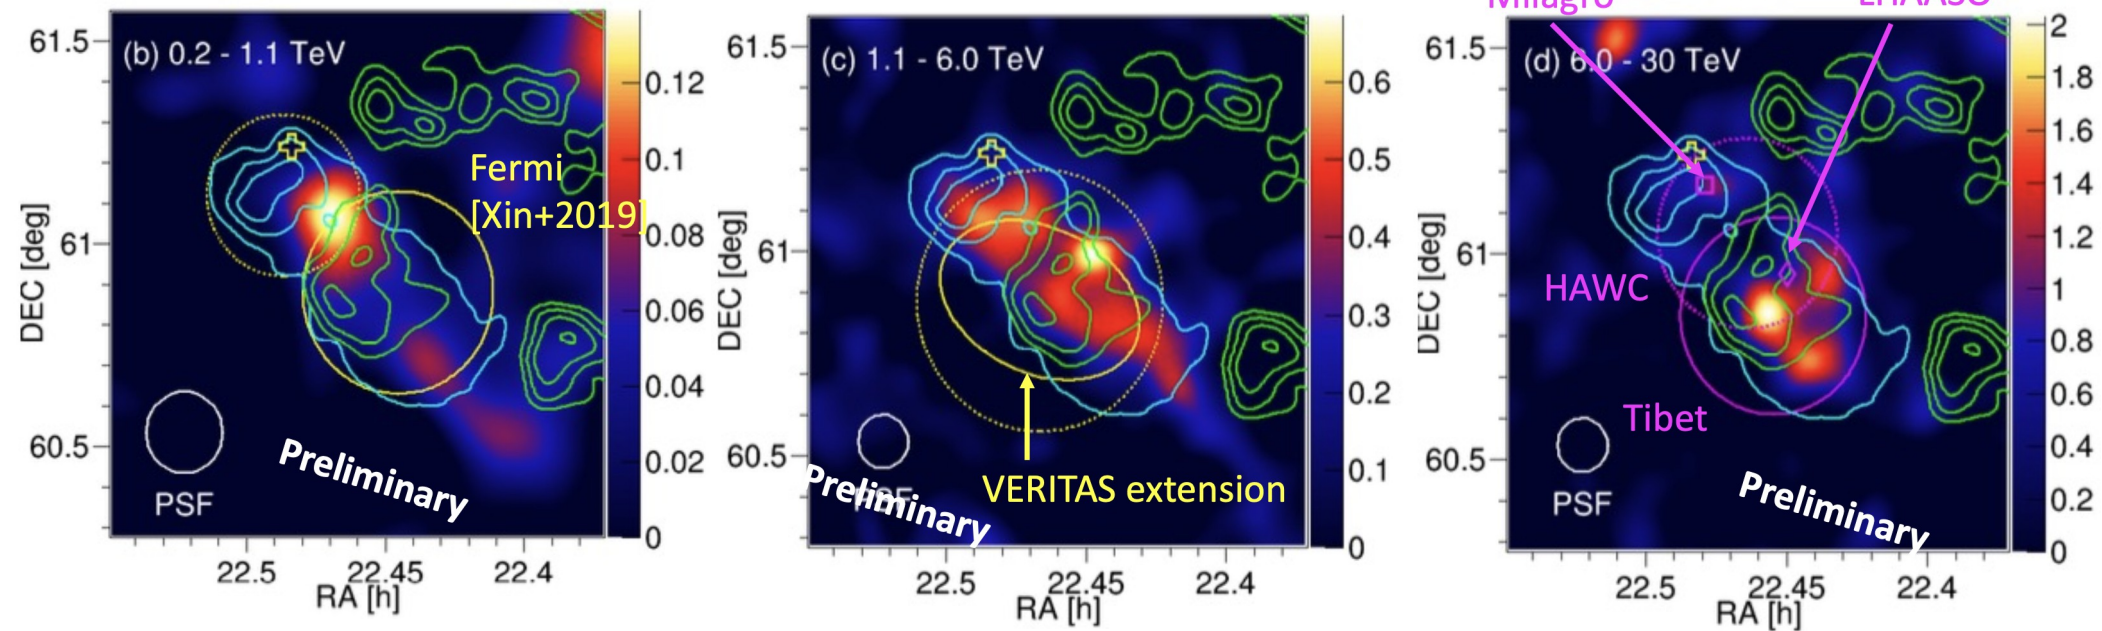 Milagro
LHAASO
(b) 0.2 - 1.1 TeV
Fermi
[Xin+2019]
61.5
61
60.5
DEC [deg]
PSF
Preliminary
22.5
22.45
22.4
RA [h]
0.12
0.1
0.08
0.06
0.04
0.02
0
(c) 1.1 - 6.0 TeV
61.5
61
60.5
DEC [deg]
PSF
Preliminary
VERITAS extension
22.5
22.45
22.4
RA [h]
0.6
0.5
0.4
0.3
0.2
0.1
0
(d) 6.0 - 30 TeV
61.5
61
60.5
DEC [deg]
HAWC
Tibet
PSF
Preliminary
22.5
22.45
22.4
RA [h]
2
1.8
1.6
1.4
1.2
1
0.8
0.6
0.4
0.2
0